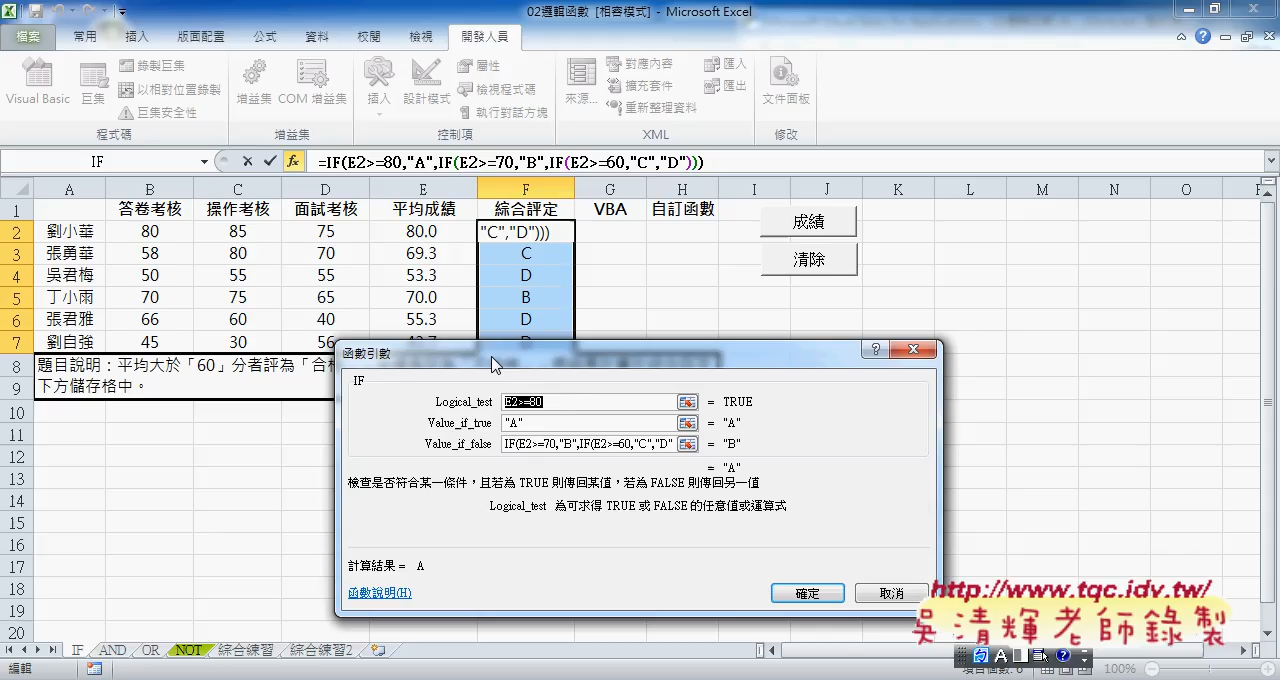 02邏輯函數 [相容模式] - Microsoft Excel
檔案 常用 插入 版面配置 公式 資料 校閱 檢視 開發人員
Visual Basic 巨集 錄製巨集 以相對位置錄製 巨集安全性 程式碼
增益集 COM 增益集 增益集
插入 設計模式 屬性 檢視程式碼 執行對話方塊 控制項
來源... 對應內容 擴充套件 重新整理資料 匯入 匯出 XML
文件面板 修改
IF =IF(E2>=80,"A",IF(E2>=70,"B",IF(E2>=60,"C","D")))
A B C D E F G H I J K L M N O
1 答卷考核 操作考核 面試考核 平均成績 綜合評定 VBA 自訂函數
2 劉小華 80 85 75 80.0 "C","D")))
3 張勇華 58 80 70 69.3 C
4 吳君梅 50 55 55 53.3 D
5 丁小雨 70 75 65 70.0 B
6 張君雅 66 60 40 55.3 D
7 劉自強 45 30 56
成績
清除
8 題目說明：平均大於「60」分者評為「合
9 下方儲存格中。
10
11
12
13
14
15
16
17
18
19
20
函數引數
IF
Logical_test E2>=80 = TRUE
Value_if_true "A" = "A"
Value_if_false IF(E2>=70,"B",IF(E2>=60,"C","D" = "B"
= "A"
檢查是否符合某一條件，且若為 TRUE 則傳回某值，若為 FALSE 則傳回另一值
Logical_test 為可求得 TRUE 或 FALSE 的任意值或運算式
計算結果 = A
函數說明(H)
確定 取消
http://www.tqc.idv.tw/
吳清輝老師錄製
IF AND OR NOT 綜合練習 綜合練習2
編輯 項目個數: 6 100%